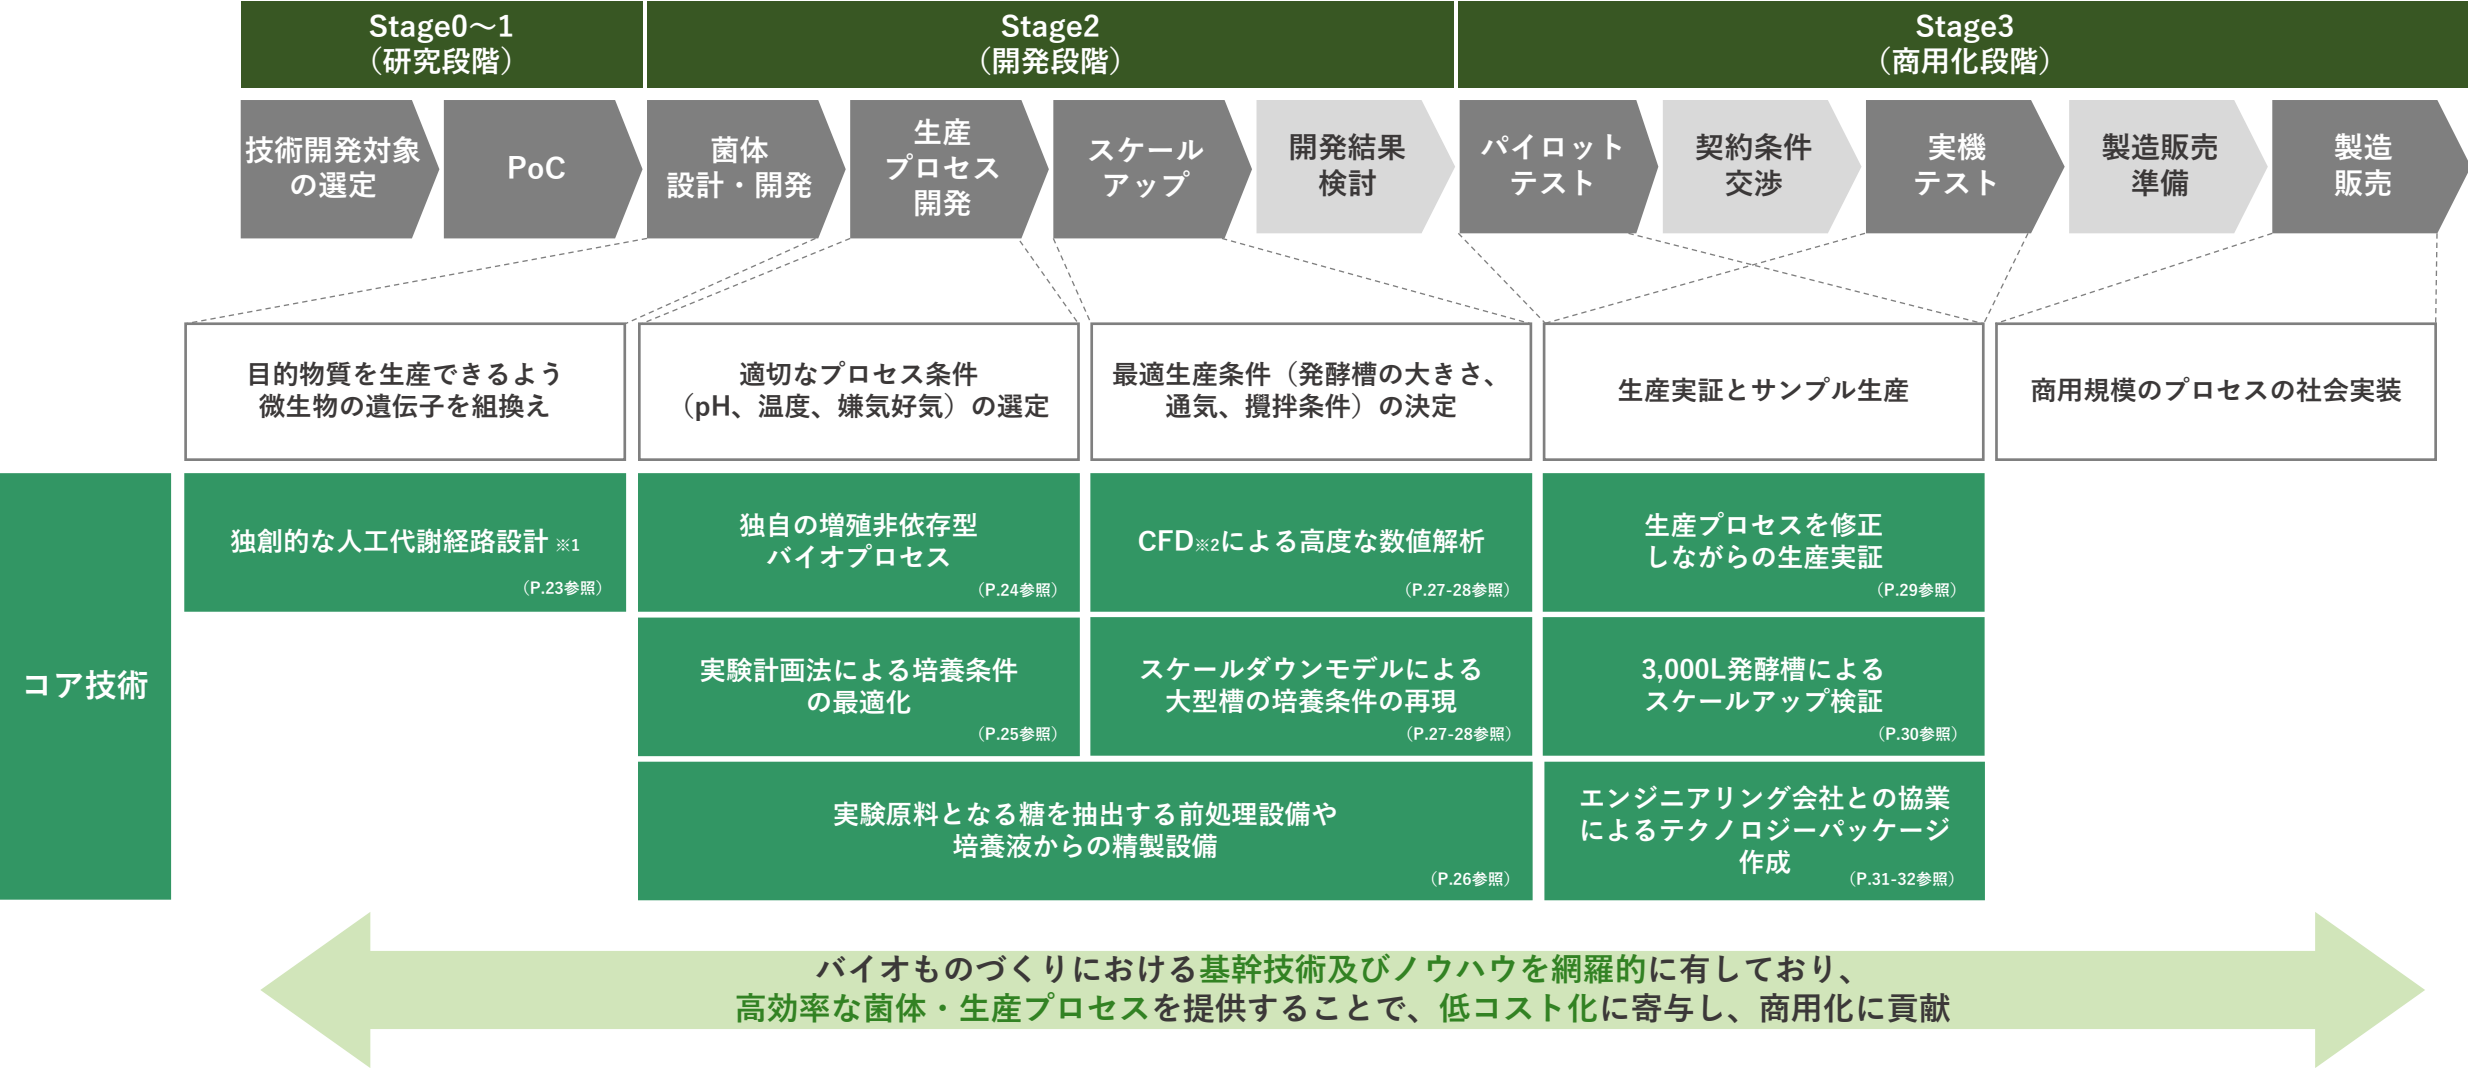 Stage0～1
（研究段階）
Stage2
（開発段階）
Stage3
（商用化段階）
技術開発対象
の選定
PoC
菌体
設計・開発
生産
プロセス
開発
スケール
アップ
開発結果
検討
パイロット
テスト
契約条件
交渉
実機
テスト
製造販売
準備
製造
販売
目的物質を生産できるよう
微生物の遺伝子を組換え
適切なプロセス条件
（pH、温度、嫌気好気）の選定
最適生産条件（発酵槽の大きさ、
通気、攪拌条件）の決定
生産実証とサンプル生産
商用規模のプロセスの社会実装
コア技術
独創的な人工代謝経路設計 ※1
（P.23参照）
独自の増殖非依存型
バイオプロセス
（P.24参照）
CFD※2による高度な数値解析
（P.27-28参照）
生産プロセスを修正
しながらの生産実証
（P.29参照）
実験計画法による培養条件
の最適化
（P.25参照）
スケールダウンモデルによる
大型槽の培養条件の再現
（P.27-28参照）
3,000L発酵槽による
スケールアップ検証
（P.30参照）
実験原料となる糖を抽出する前処理設備や
培養液からの精製設備
（P.26参照）
エンジニアリング会社との協業
によるテクノロジーパッケージ
作成
（P.31-32参照）
バイオものづくりにおける基幹技術及びノウハウを網羅的に有しており、
高効率な菌体・生産プロセスを提供することで、低コスト化に寄与し、商用化に貢献